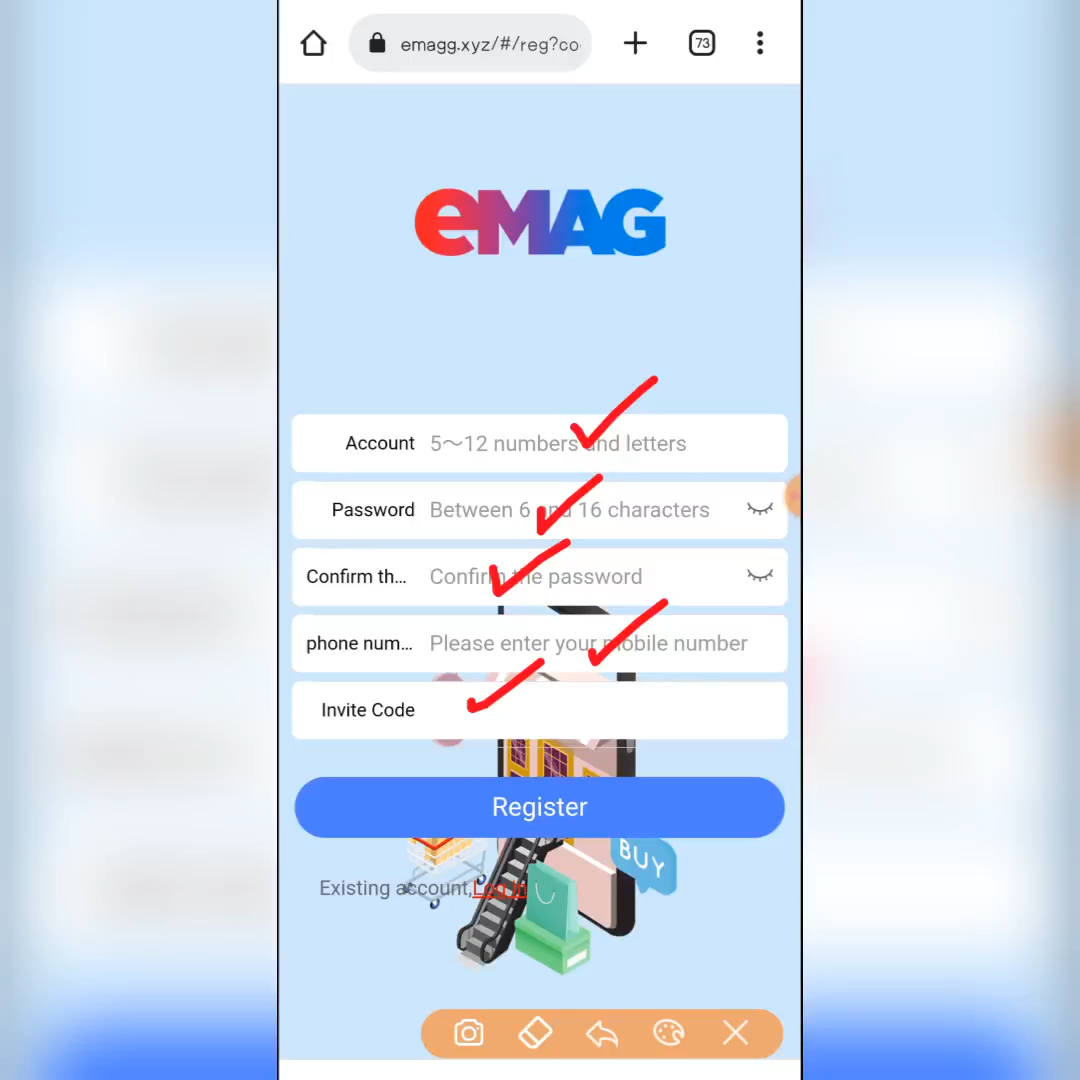 emagg.xyz/#/reg?co
73
eMAG
Account 5～12 numbers and letters
Password Between 6 and 16 characters
Confirm th... Confirm the password
phone num... Please enter your mobile number
Invite Code
Register
BUY
Existing account,Log in